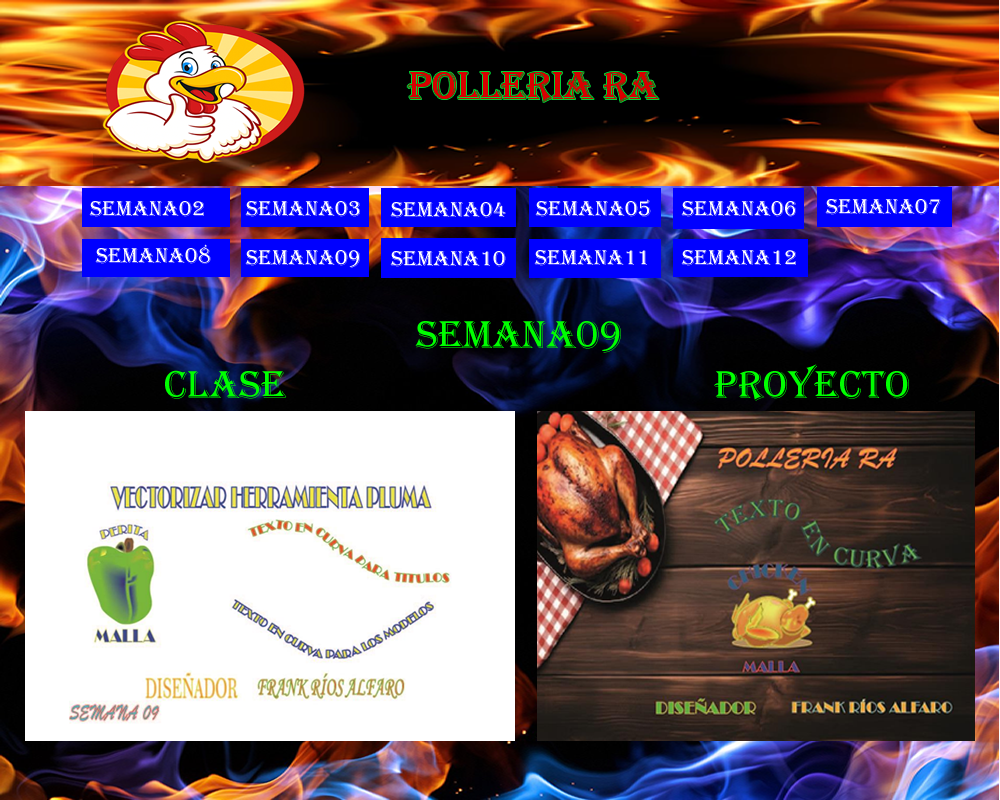 POLLERIA RA
SEMANA02 SEMANA03 SEMANA04 SEMANA05 SEMANA06 SEMANA07
SEMANA08 SEMANA09 SEMANA10 SEMANA11 SEMANA12
SEMANA09
CLASE
VECTORIZAR HERRAMIENTA PLUMA
PERITA
MALLA
TEXTO EN CURVA PARA TITULOS
TEXTO EN CURVA PARA LOS MODELOS
DISEÑADOR FRANK RÍOS ALFARO
SEMANA 09
PROYECTO
POLLERIA RA
TEXTO EN CURVA
CHICKEN
MALLA
DISEÑADOR FRANK RÍOS ALFARO